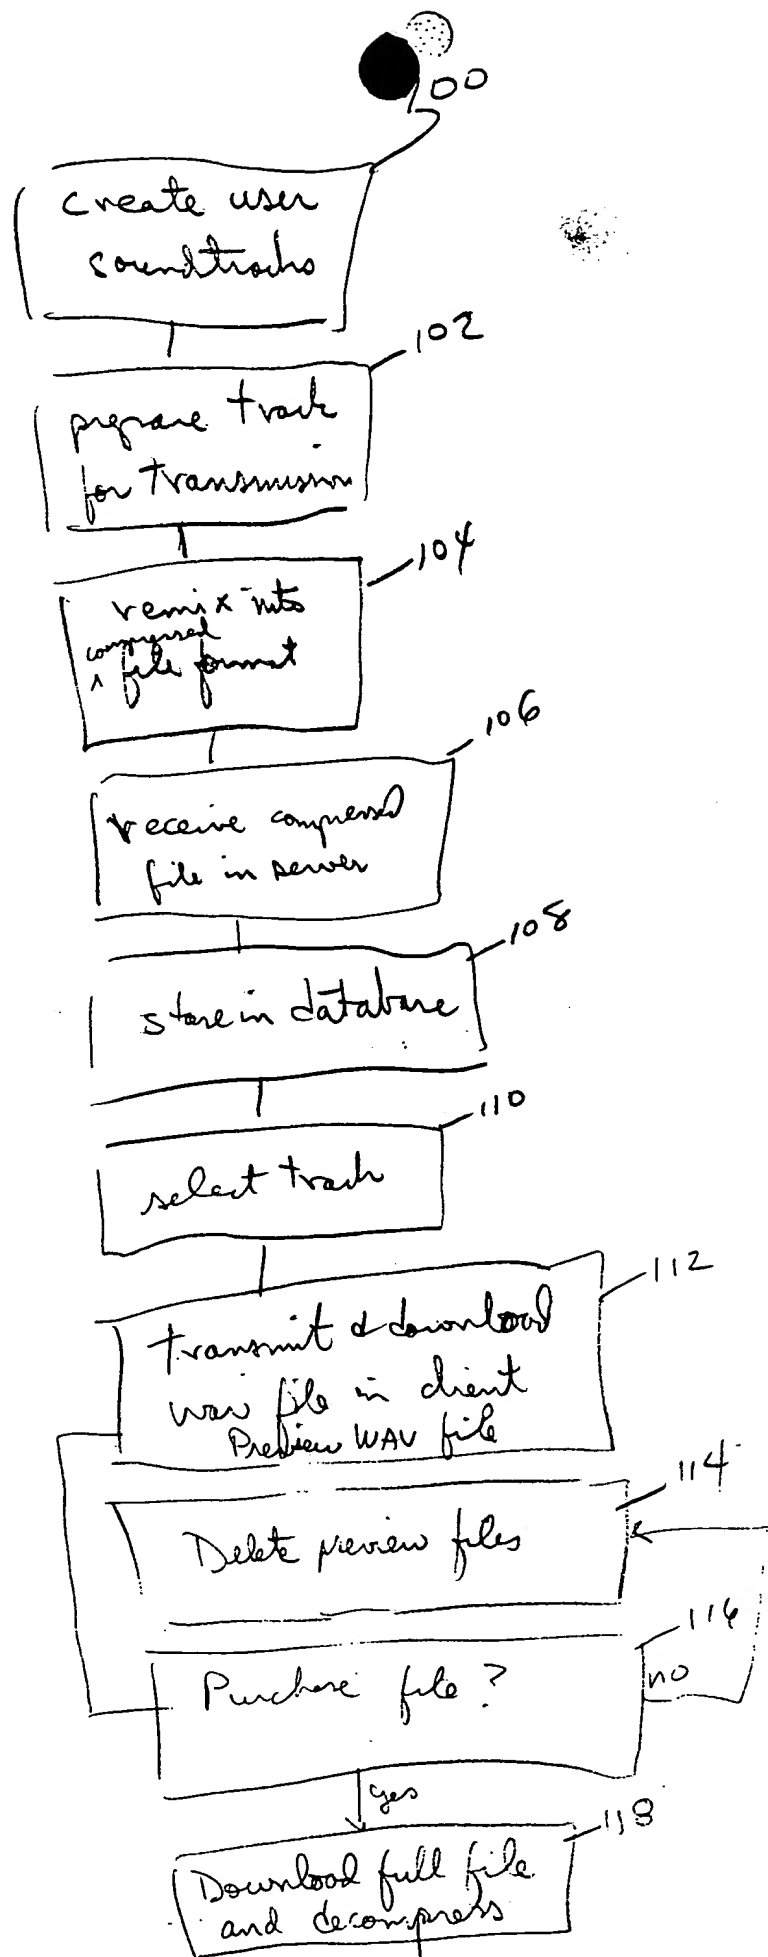 100
create user
soundtracks
102
prepare track
for transmission
104
remix into
compressed
^ file format
106
receive compressed
file in server
108
store in database
110
select track
112
transmit & download
wav file in client
Preview WAV file
114
Delete preview files
116
Purchase file?
no
yes
118
Download full file
and decompress